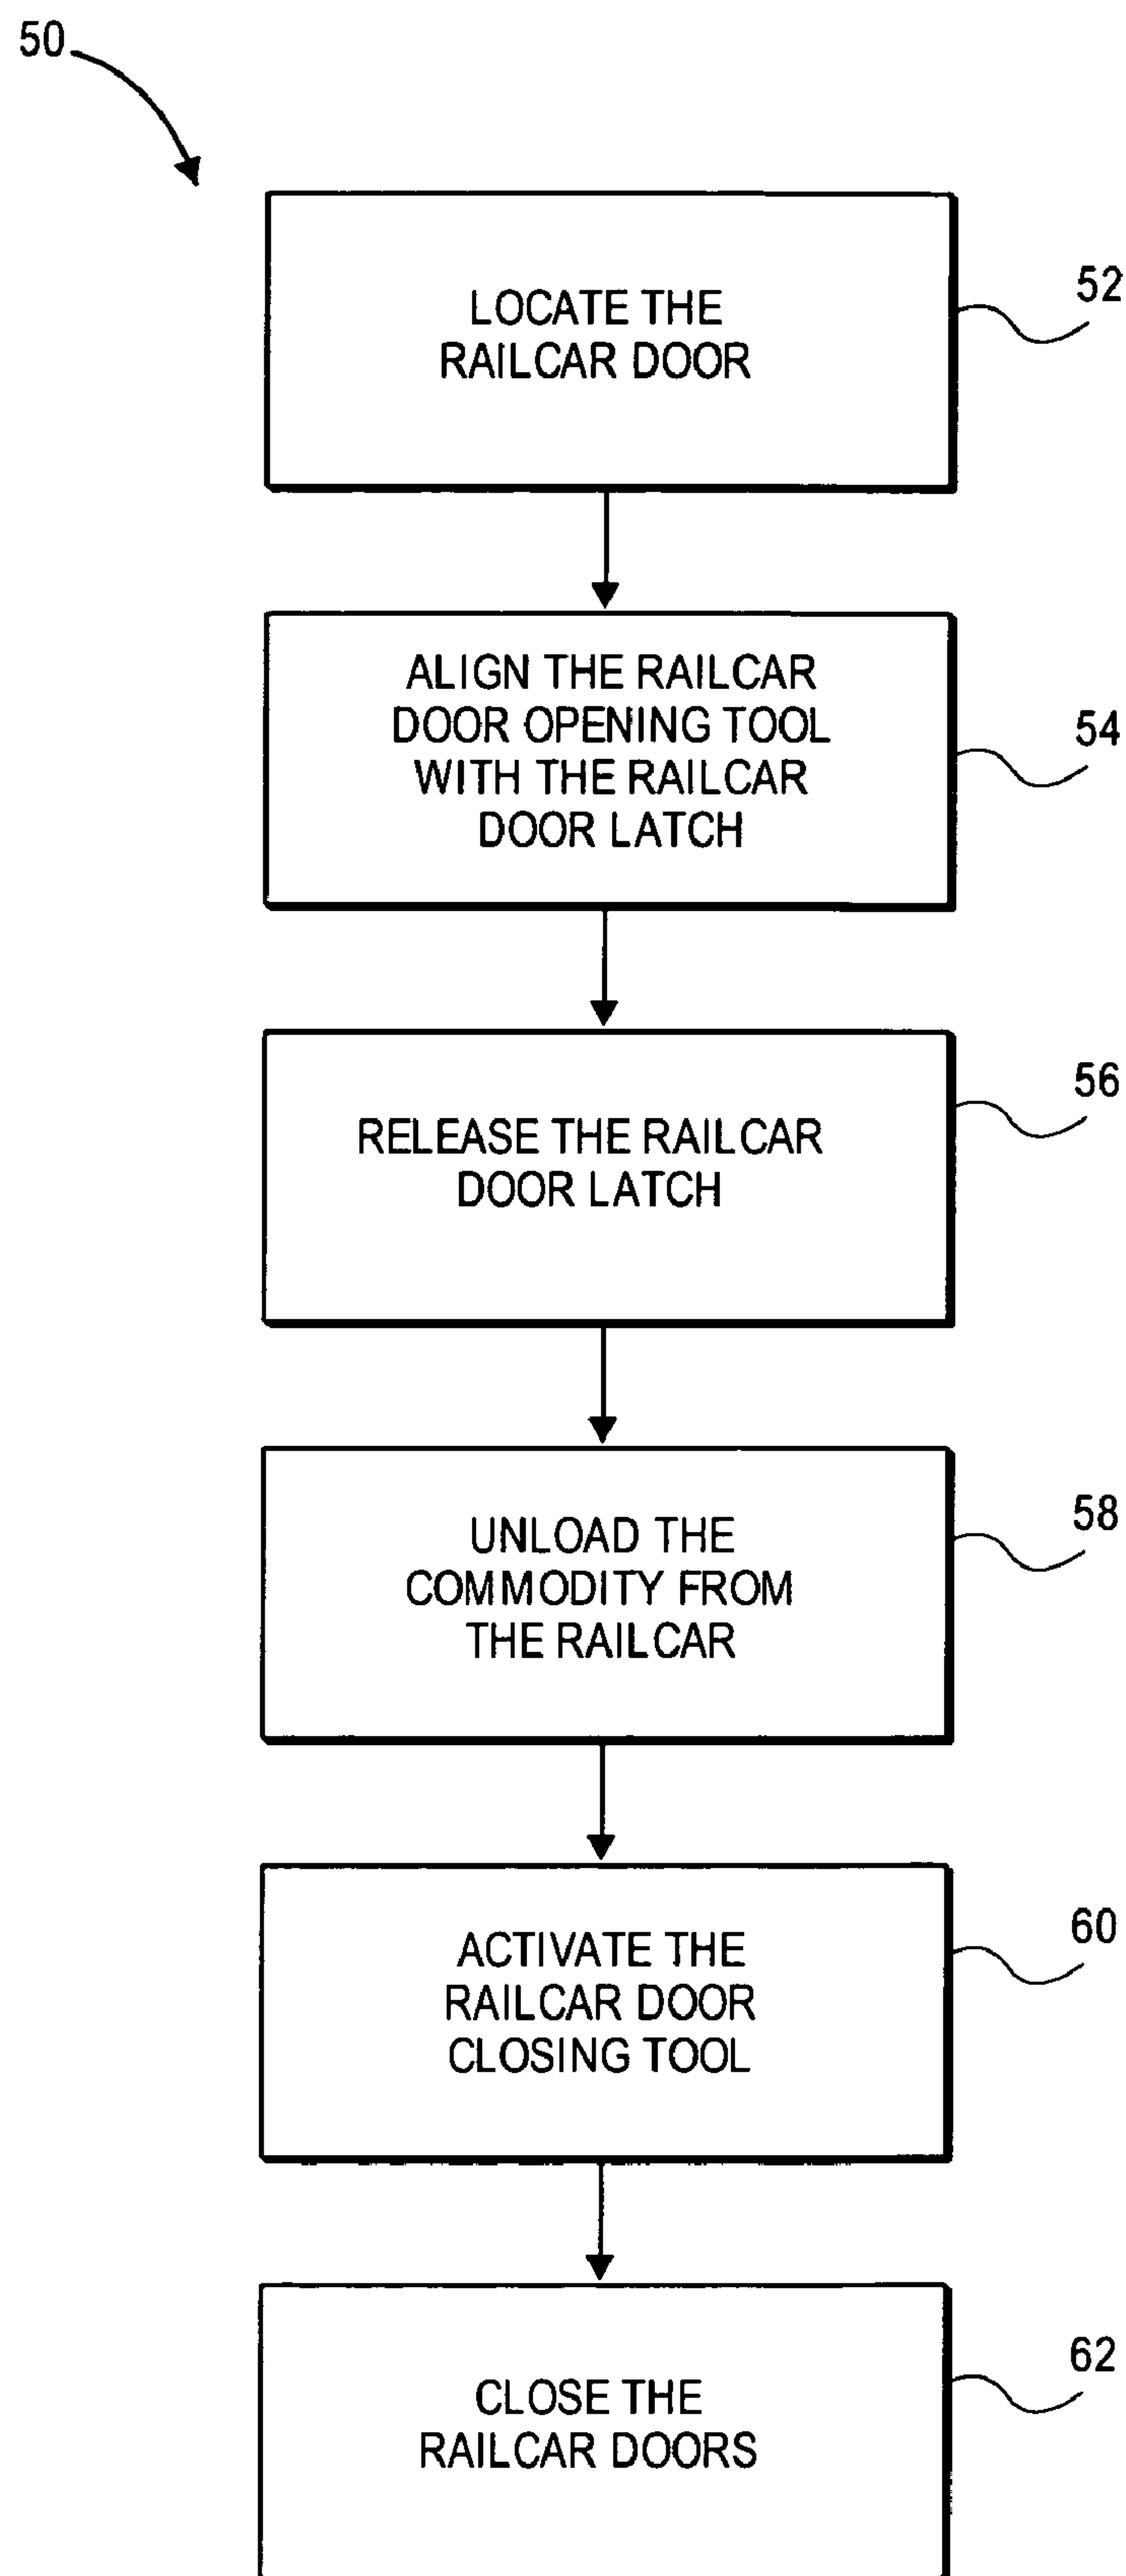 50
LOCATE THE
RAILCAR DOOR
52
ALIGN THE RAILCAR
DOOR OPENING TOOL
WITH THE RAILCAR
DOOR LATCH
54
RELEASE THE RAILCAR
DOOR LATCH
56
UNLOAD THE
COMMODITY FROM
THE RAILCAR
58
ACTIVATE THE
RAILCAR DOOR
CLOSING TOOL
60
CLOSE THE
RAILCAR DOORS
62